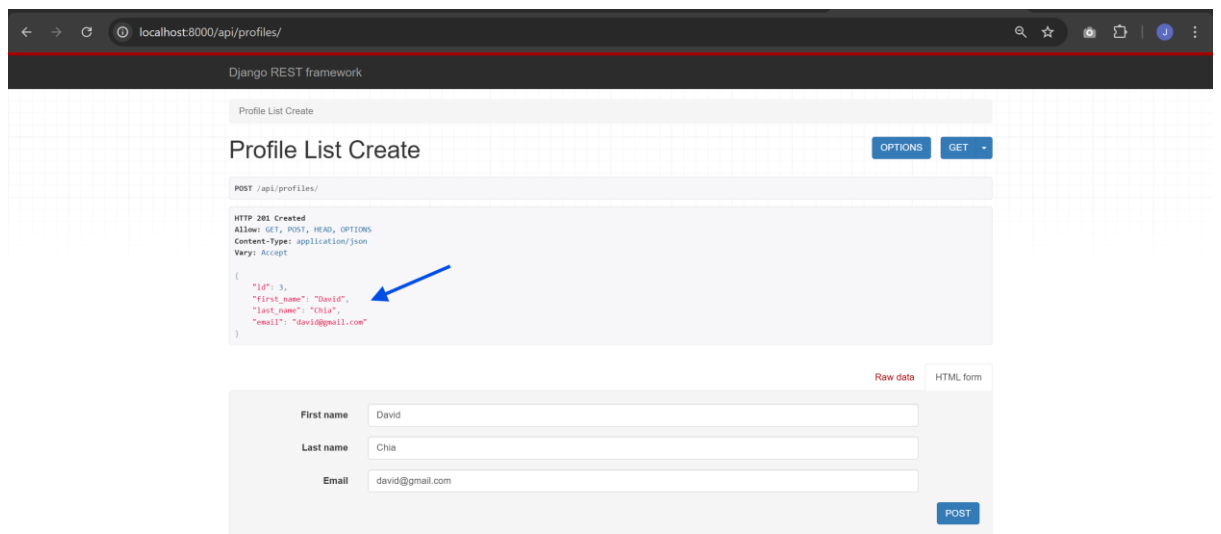 localhost:8000/api/profiles/
J
Django REST framework
Profile List Create
Profile List Create
OPTIONS
GET
POST /api/profiles/
HTTP 201 Created
Allow: GET, POST, HEAD, OPTIONS
Content-Type: application/json
Vary: Accept
{
"id": 3,
"first_name": "David",
"last_name": "Chia",
"email": "david@gmail.com"
}
Raw data
HTML form
First name
David
Last name
Chia
Email
david@gmail.com
POST